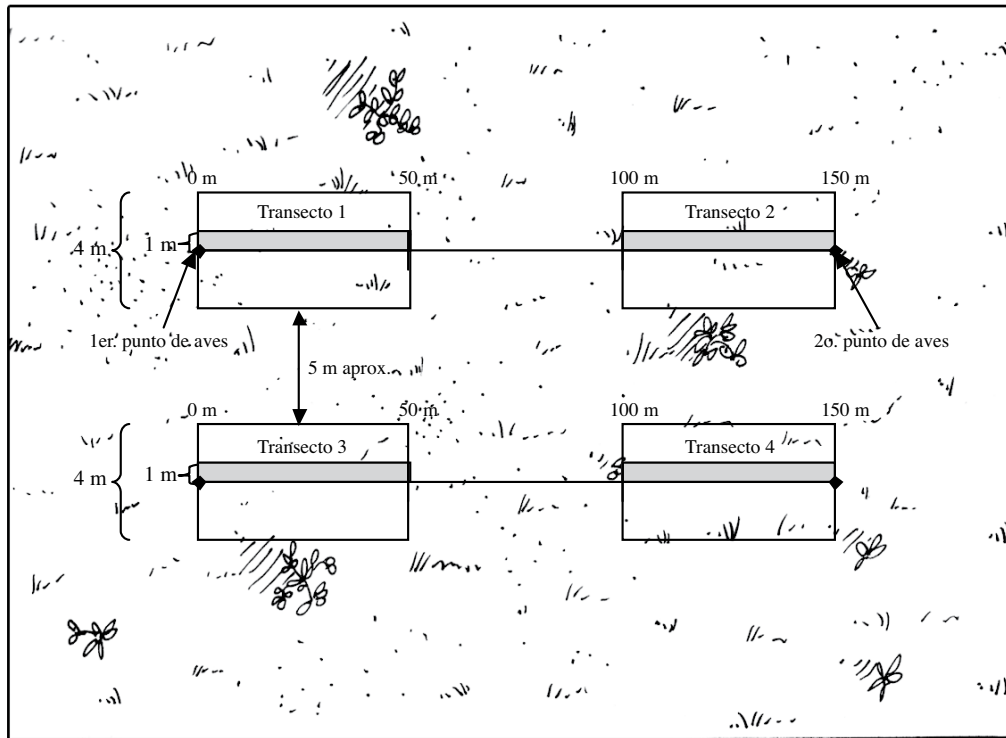 0 m
50 m
100 m
150 m
Transecto 1
Transecto 2
4 m
1 m
1er. punto de aves
2o. punto de aves
5 m aprox.
0 m
50 m
100 m
150 m
Transecto 3
Transecto 4
4 m
1 m